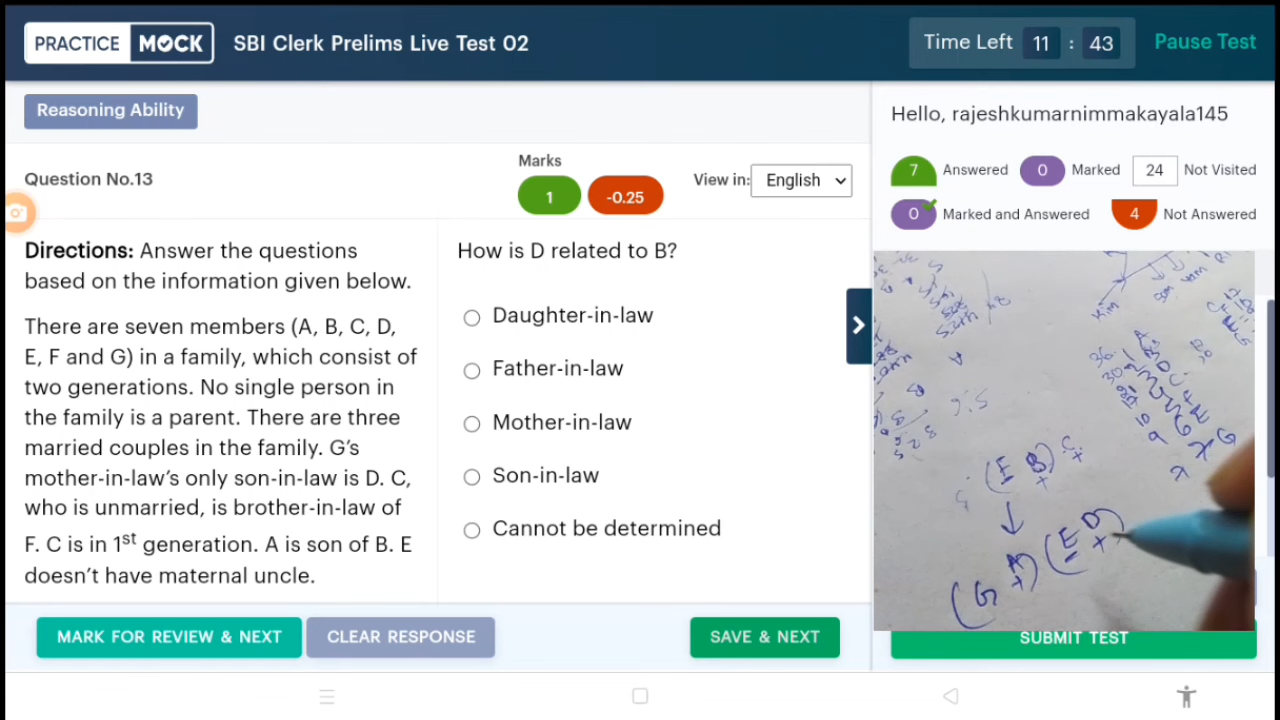 PRACTICE MOCK
SBI Clerk Prelims Live Test 02
Time Left 11 : 43
Pause Test
Reasoning Ability
Hello, rajeshkumarnimmakayala145
Question No.13
Marks
1 -0.25
View in: English
7 Answered 0 Marked 24 Not Visited
0 Marked and Answered 4 Not Answered
Directions: Answer the questions
based on the information given below.
There are seven members (A, B, C, D,
E, F and G) in a family, which consist of
two generations. No single person in
the family is a parent. There are three
married couples in the family. G's
mother-in-law's only son-in-law is D. C,
who is unmarried, is brother-in-law of
F. C is in 1st generation. A is son of B. E
doesn't have maternal uncle.
How is D related to B?
Daughter-in-law
Father-in-law
Mother-in-law
Son-in-law
Cannot be determined
Kim
(F B) C
+ +
(G A) (E D)
+ - +
MARK FOR REVIEW & NEXT
CLEAR RESPONSE
SAVE & NEXT
SUBMIT TEST